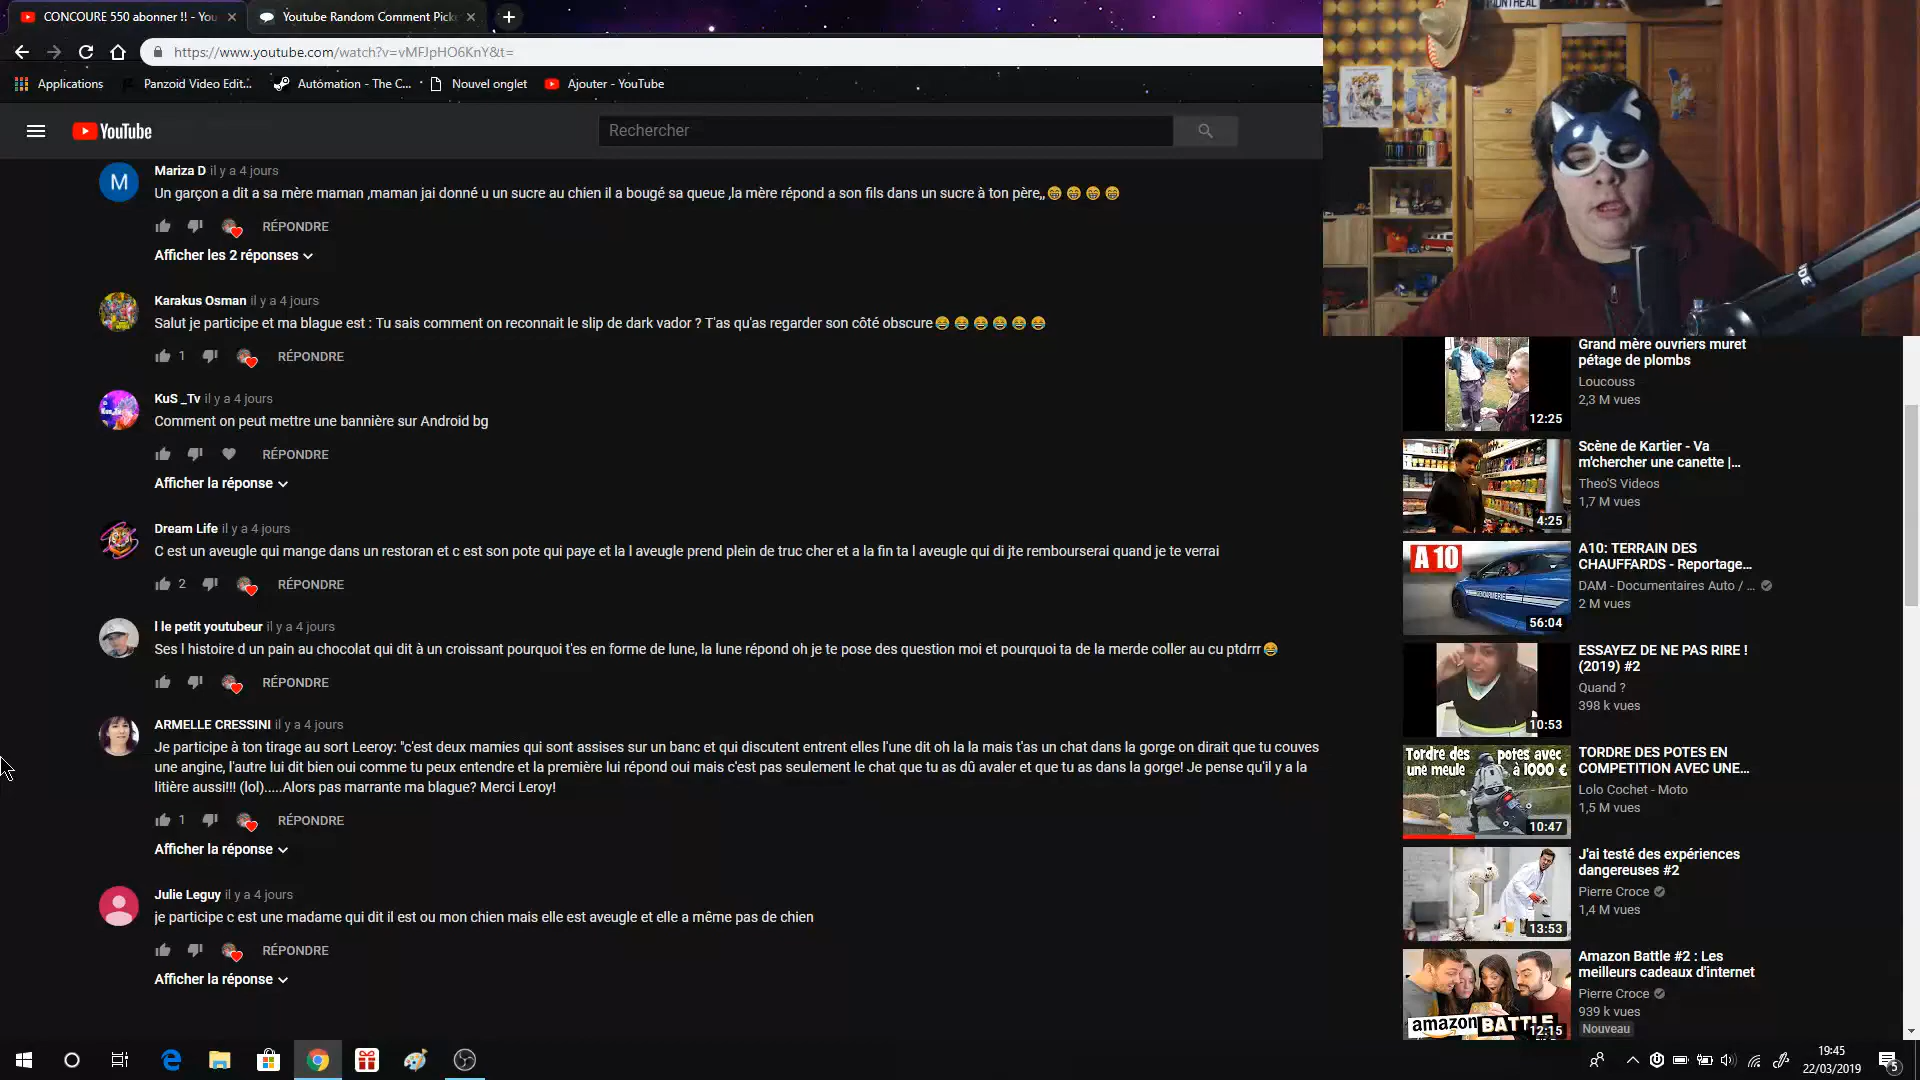 CONCOURE 550 abonner !! - You
Youtube Random Comment Pick
https://www.youtube.com/watch?v=vMFJpHO6KnY&t=
Applications
Panzoid Video Edit...
Automation - The C...
Nouvel onglet
Ajouter - YouTube
YouTube
Rechercher
MONTREAL
M
Mariza D il y a 4 jours
Un garçon a dit a sa mère maman ,maman jai donné u un sucre au chien il a bougé sa queue ,la mère répond a son fils dans un sucre à ton père,,😁 😁 😁 😁
RÉPONDRE
Afficher les 2 réponses
Karakus Osman il y a 4 jours
Salut je participe et ma blague est : Tu sais comment on reconnait le slip de dark vador ? T'as qu'as regarder son côté obscure😂 😂 😂 😂 😂 😂
1 RÉPONDRE
KuS _Tv il y a 4 jours
Comment on peut mettre une bannière sur Android bg
RÉPONDRE
Afficher la réponse
Dream Life il y a 4 jours
C est un aveugle qui mange dans un restoran et c est son pote qui paye et la l aveugle prend plein de truc cher et a la fin ta l aveugle qui di jte rembourserai quand je te verrai
2 RÉPONDRE
l le petit youtubeur il y a 4 jours
Ses l histoire d un pain au chocolat qui dit à un croissant pourquoi t'es en forme de lune, la lune répond oh je te pose des question moi et pourquoi ta de la merde coller au cu ptdrrr😂
RÉPONDRE
ARMELLE CRESSINI il y a 4 jours
Je participe à ton tirage au sort Leeroy: "c'est deux mamies qui sont assises sur un banc et qui discutent entrent elles l'une dit oh la la mais t'as un chat dans la gorge on dirait que tu couves
une angine, l'autre lui dit bien oui comme tu peux entendre et la première lui répond oui mais c'est pas seulement le chat que tu as dû avaler et que tu as dans la gorge! Je pense qu'il y a la
litière aussi!!! (lol).....Alors pas marrante ma blague? Merci Leroy!
1 RÉPONDRE
Afficher la réponse
Julie Leguy il y a 4 jours
je participe c est une madame qui dit il est ou mon chien mais elle est aveugle et elle a même pas de chien
RÉPONDRE
Afficher la réponse
Grand mère ouvriers muret
pétage de plombs
Loucouss
2,3 M vues
12:25
Scène de Kartier - Va
m'chercher une canette |...
Theo'S Videos
1,7 M vues
4:25
A 10
A10: TERRAIN DES
CHAUFFARDS - Reportage...
DAM - Documentaires Auto / ...
2 M vues
GENDARMERIE
56:04
ESSAYEZ DE NE PAS RIRE !
(2019) #2
Quand ?
398 k vues
10:53
Tordre des potes avec
une meule à 1000 €
TORDRE DES POTES EN
COMPETITION AVEC UNE...
Lolo Cochet - Moto
1,5 M vues
10:47
J'ai testé des expériences
dangereuses #2
Pierre Croce
1,4 M vues
13:53
Amazon Battle #2 : Les
meilleurs cadeaux d'internet
Pierre Croce
939 k vues
Nouveau
amazon BATTLE
12:15
19:45
22/03/2019
5